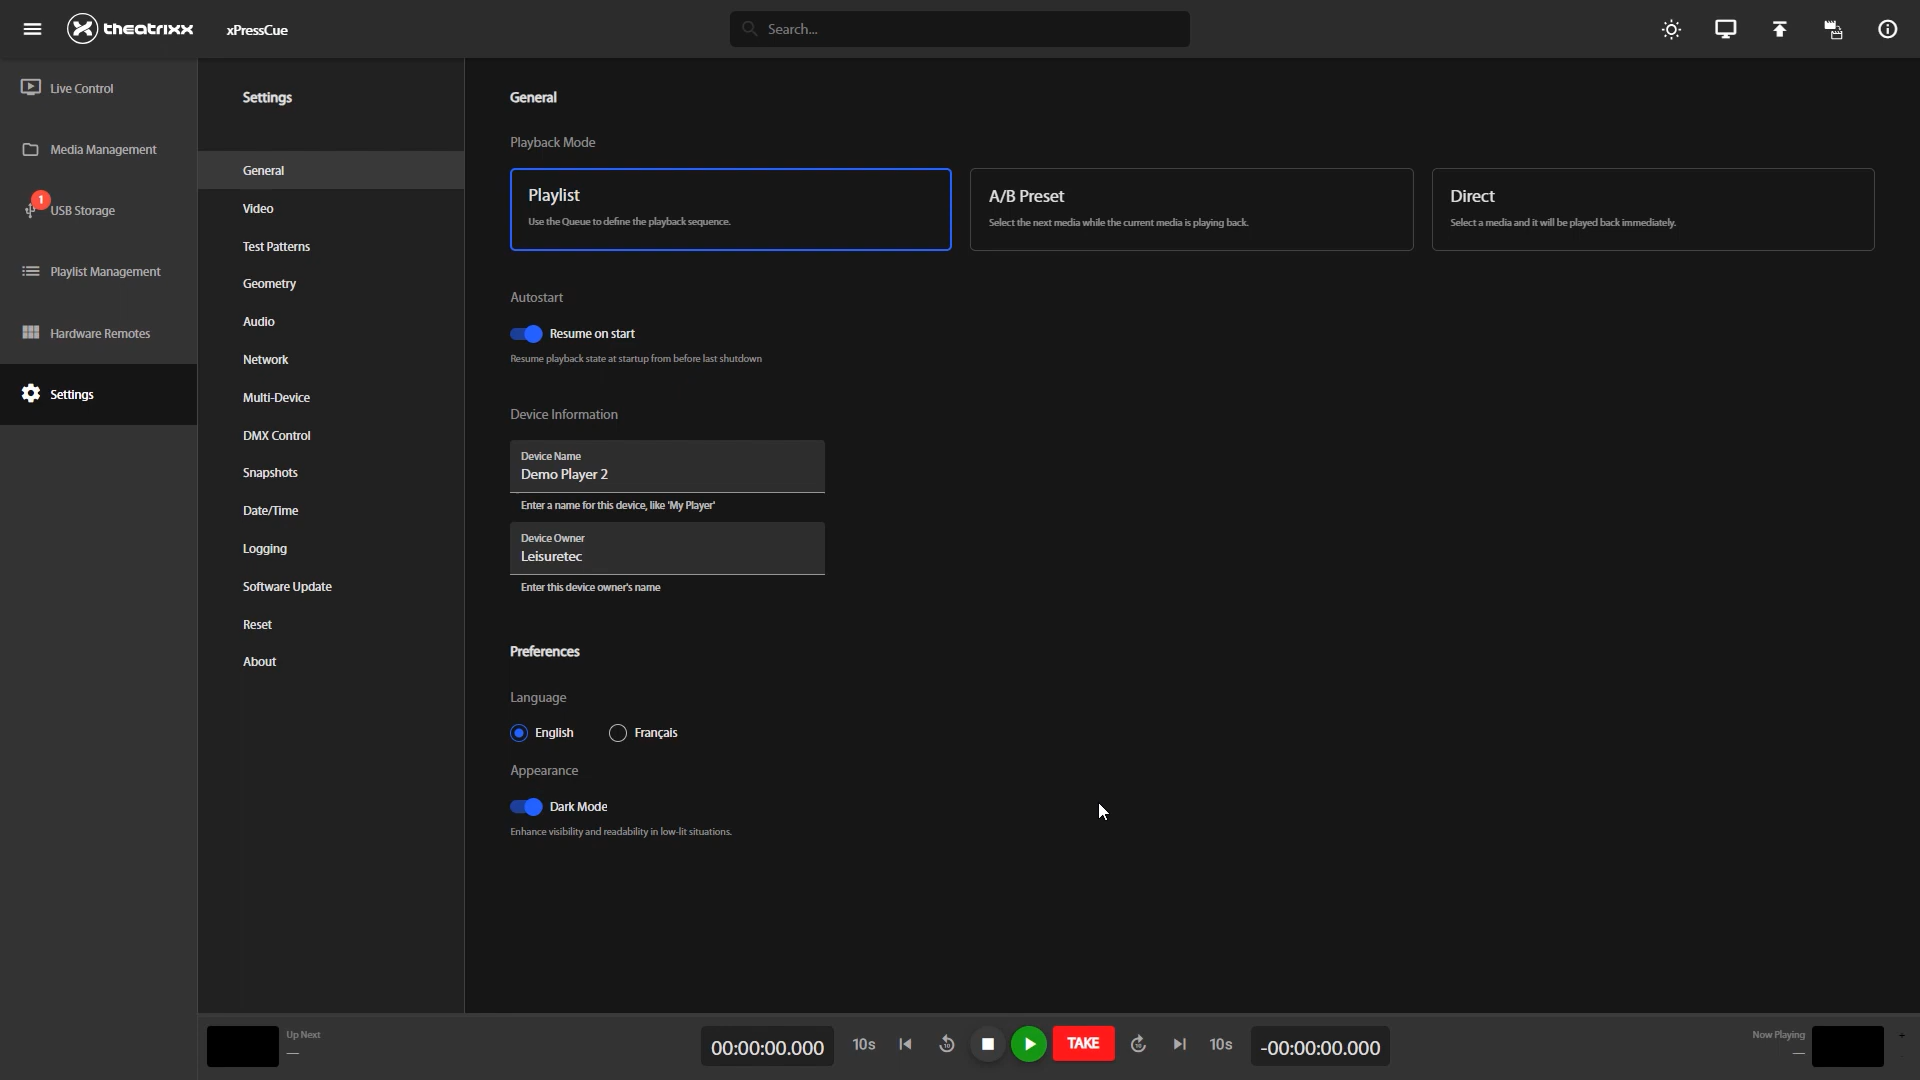 theatrixx
xPressCue
Search...
Live Control
Media Management
1
USB Storage
Playlist Management
Hardware Remotes
Settings
Settings
General
Video
Test Patterns
Geometry
Audio
Network
Multi-Device
DMX Control
Snapshots
Date/Time
Logging
Software Update
Reset
About
General
Playback Mode
Playlist
Use the Queue to define the playback sequence.
A/B Preset
Select the next media while the current media is playing back.
Direct
Select a media and it will be played back immediately.
Autostart
Resume on start
Resume playback state at startup from before last shutdown
Device Information
Device Name
Demo Player 2
Enter a name for this device, like 'My Player'
Device Owner
Leisuretec
Enter this device owner's name
Preferences
Language
English
Français
Appearance
Dark Mode
Enhance visibility and readability in low-lit situations.
Up Next
—
00:00:00.000
10s
10
TAKE
10
10s
-00:00:00.000
Now Playing
—